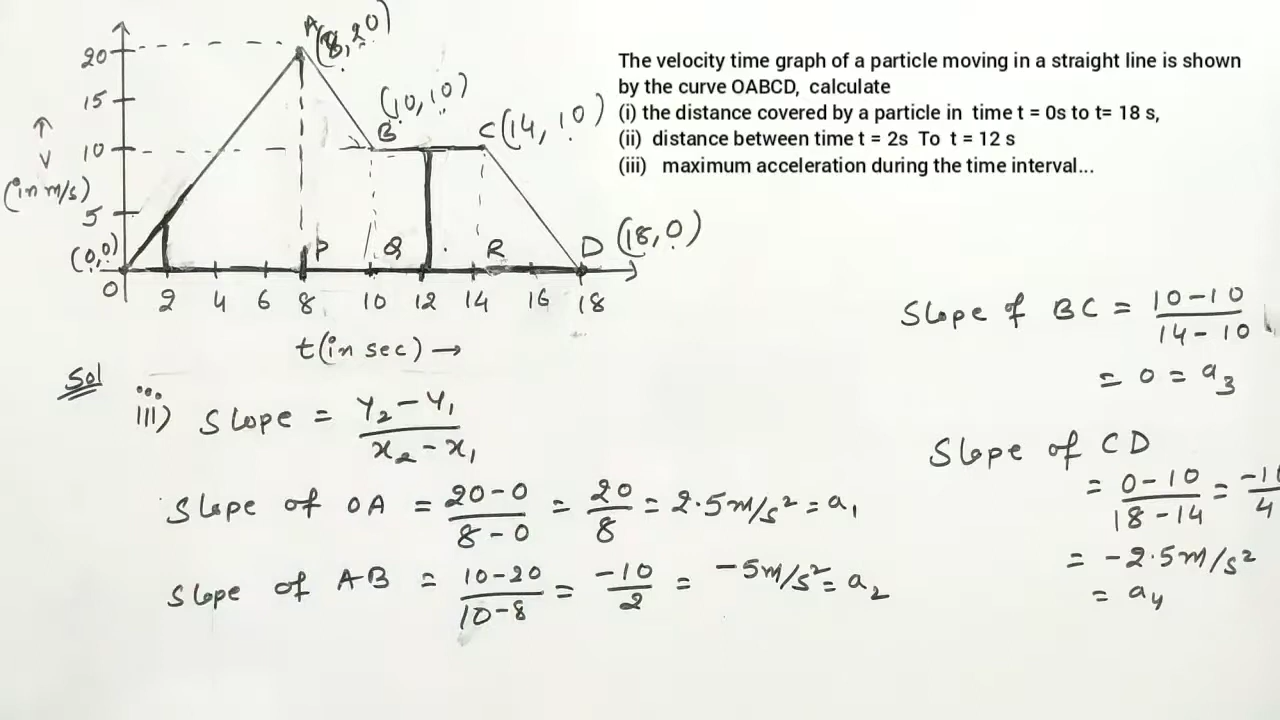 A(8,20)
20
15
(10,10)
B
C(14,10)
10
↑
V
(in m/s)
5
(0,0)
P
Q
R
D (18,0)
0 2 4 6 8 10 12 14 16 18
t(in sec) →
The velocity time graph of a particle moving in a straight line is shown
by the curve OABCD, calculate
(i) the distance covered by a particle in time t = 0s to t= 18 s,
(ii) distance between time t = 2s To t = 12 s
(iii) maximum acceleration during the time interval...
Sol
iii) Slope = y₂-y₁/x₂-x₁
Slope of OA = 20-0/8-0 = 20/8 = 2.5m/s² = a₁
Slope of AB = 10-20/10-8 = -10/2 = -5m/s² = a₂
Slope of BC = 10-10/14-10
= 0 = a₃
Slope of CD
= 0-10/18-14 = -10/4
= -2.5m/s²
= a₄